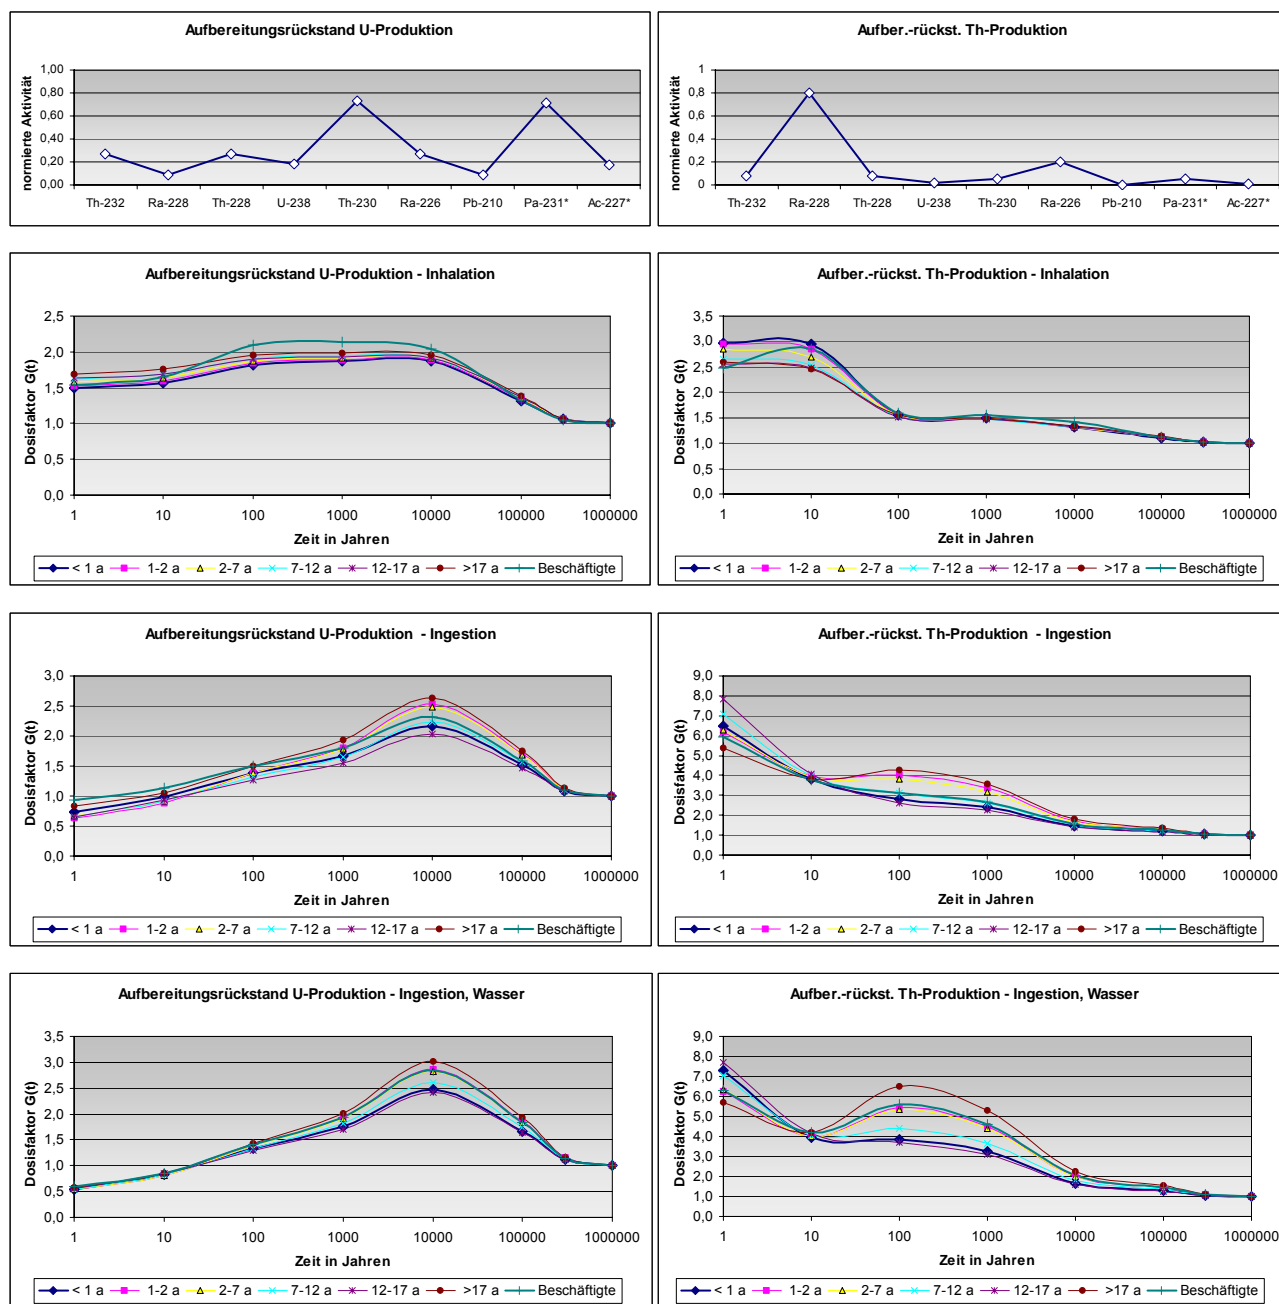 Aufbereitungsrückstand U-Produktion
normierte Aktivität
1,00
0,80
0,60
0,40
0,20
0,00
Th-232 Ra-228 Th-228 U-238 Th-230 Ra-226 Pb-210 Pa-231* Ac-227*
Aufber.-rückst. Th-Produktion
normierte Aktivität
1
0,8
0,6
0,4
0,2
0
Th-232 Ra-228 Th-228 U-238 Th-230 Ra-226 Pb-210 Pa-231* Ac-227*
Aufbereitungsrückstand U-Produktion - Inhalation
Dosisfaktor G(t)
2,5
2,0
1,5
1,0
0,5
0,0
1 10 100 1000 10000 100000 1000000
Zeit in Jahren
< 1 a 1-2 a 2-7 a 7-12 a 12-17 a >17 a Beschäftigte
Aufber.-rückst. Th-Produktion - Inhalation
Dosisfaktor G(t)
3,5
3,0
2,5
2,0
1,5
1,0
0,5
0,0
1 10 100 1000 10000 100000 1000000
Zeit in Jahren
< 1 a 1-2 a 2-7 a 7-12 a 12-17 a >17 a Beschäftigte
Aufbereitungsrückstand U-Produktion - Ingestion
Dosisfaktor G(t)
3,0
2,5
2,0
1,5
1,0
0,5
0,0
1 10 100 1000 10000 100000 1000000
Zeit in Jahren
< 1 a 1-2 a 2-7 a 7-12 a 12-17 a >17 a Beschäftigte
Aufber.-rückst. Th-Produktion - Ingestion
Dosisfaktor G(t)
9,0
8,0
7,0
6,0
5,0
4,0
3,0
2,0
1,0
0,0
1 10 100 1000 10000 100000 1000000
Zeit in Jahren
< 1 a 1-2 a 2-7 a 7-12 a 12-17 a >17 a Beschäftigte
Aufbereitungsrückstand U-Produktion - Ingestion, Wasser
Dosisfaktor G(t)
3,5
3,0
2,5
2,0
1,5
1,0
0,5
0,0
1 10 100 1000 10000 100000 1000000
Zeit in Jahren
< 1 a 1-2 a 2-7 a 7-12 a 12-17 a >17 a Beschäftigte
Aufber.-rückst. Th-Produktion - Ingestion, Wasser
Dosisfaktor G(t)
9,0
8,0
7,0
6,0
5,0
4,0
3,0
2,0
1,0
0,0
1 10 100 1000 10000 100000 1000000
Zeit in Jahren
< 1 a 1-2 a 2-7 a 7-12 a 12-17 a >17 a Beschäftigte